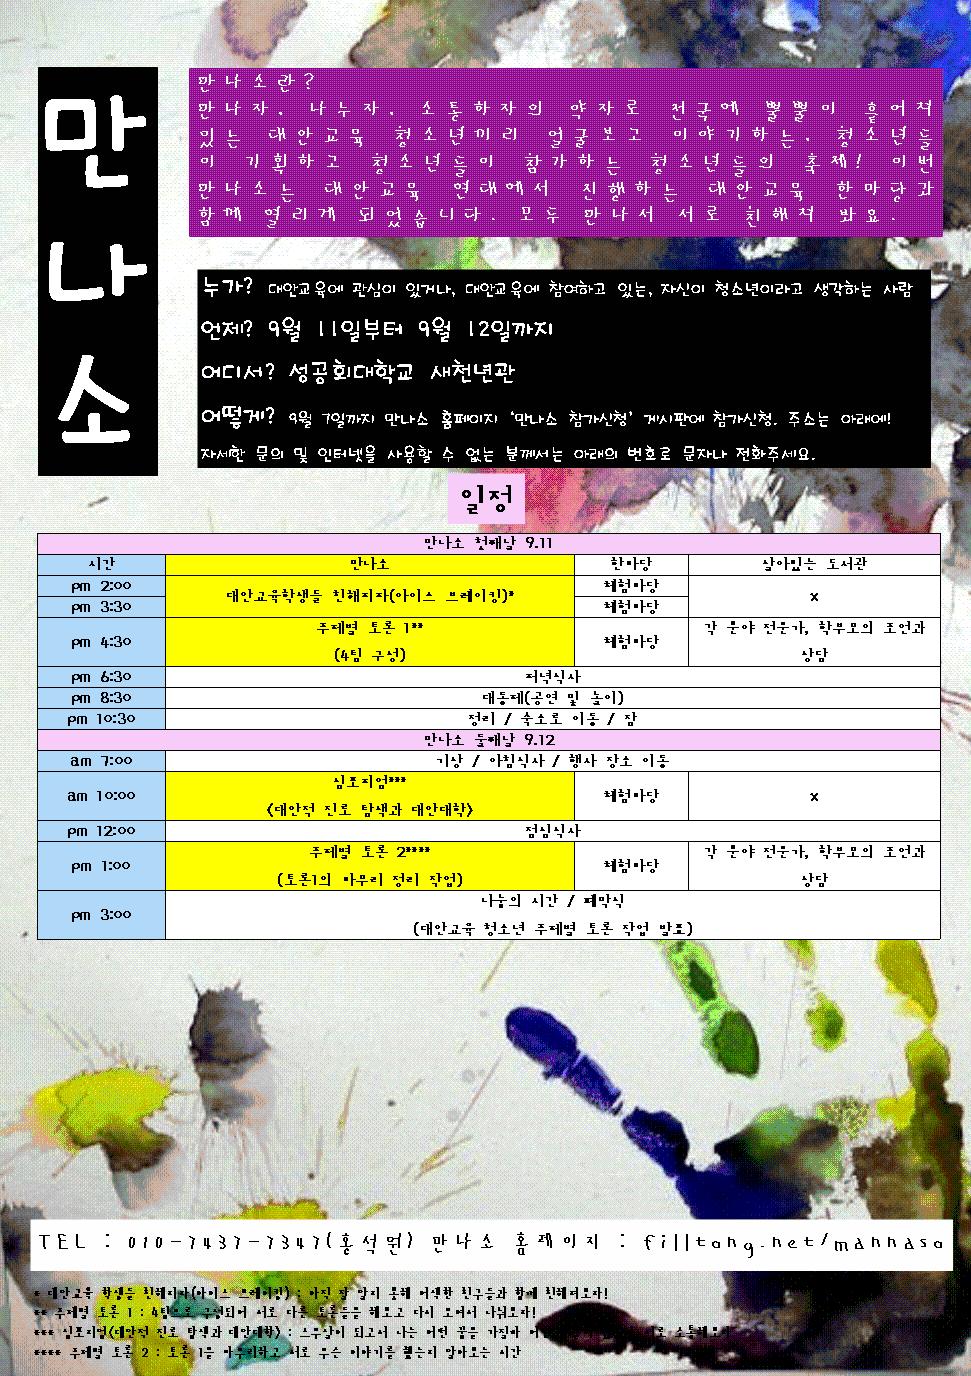 만나소
만나소란?
만나자. 나누자. 소통하자의 약자로 전국에 뿔뿔이 흩어져
있는 대안교육 청소년끼리 얼굴보고 이야기하는. 청소년들
이 기획하고 청소년들이 참가하는 청소년들의 축제! 이번
만나소는 대안교육 연대에서 진행하는 대안교육 한마당과
함께 열리게 되었습니다. 모두 만나서 서로 친해져 봐요.
누가? 대안교육에 관심이 있거나, 대안교육에 참여하고 있는, 자신이 청소년이라고 생각하는 사람
언제? 9월 11일부터 9월 12일까지
어디서? 성공회대학교 새천년관
어떻게? 9월 7일까지 만나소 홈페이지 '만나소 참가신청' 게시판에 참가신청. 주소는 아래에!
자세한 문의 및 인터넷을 사용할 수 없는 분께서는 아래의 번호로 문자나 전화주세요.
일정
만나소 첫째날 9.11
시간 만나소 한마당 살아있는 도서관
pm 2:00 대안교육학생들 친해지자(아이스 브레이킹)* 체험마당 x
pm 3:30 체험마당
pm 4:30 주제별 토론 1** 체험마당 각 분야 전문가, 학부모의 조언과
(4팀 구성) 상담
pm 6:30 저녁식사
pm 8:30 대동제(공연 및 놀이)
pm 10:30 정리 / 숙소로 이동 / 잠
만나소 둘째날 9.12
am 7:00 기상 / 아침식사 / 행사 장소 이동
am 10:00 심포지엄*** 체험마당 x
<대안적 진로 탐색과 대안대학>
pm 12:00 점심식사
pm 1:00 주제별 토론 2**** 체험마당 각 분야 전문가, 학부모의 조언과
(토론1의 마무리 정리 작업) 상담
pm 3:00 나눔의 시간 / 폐막식
(대안교육 청소년 주제별 토론 작업 발표)
TEL : 010-7437-7347(홍석원) 만나소 홈페이지 : filltong.net/mannaso
* 대안교육 학생들 친해지자(아이스 브레이킹) : 아직 잘 알지 못해 어색한 친구들과 함께 친해져보자!
** 주제별 토론 1 : 4팀으로 구성되어 서로 다른 토론들을 해보고 다시 모여서 나눠보자!
*** 심포지엄(대안적 진로 탐색과 대안대학) : 스무살이 되고서 나는 어떤 꿈을 가질까
**** 주제별 토론 2 : 토론 1을 마무리하고 서로 무슨 이야기를 했는지 알아보는 시간